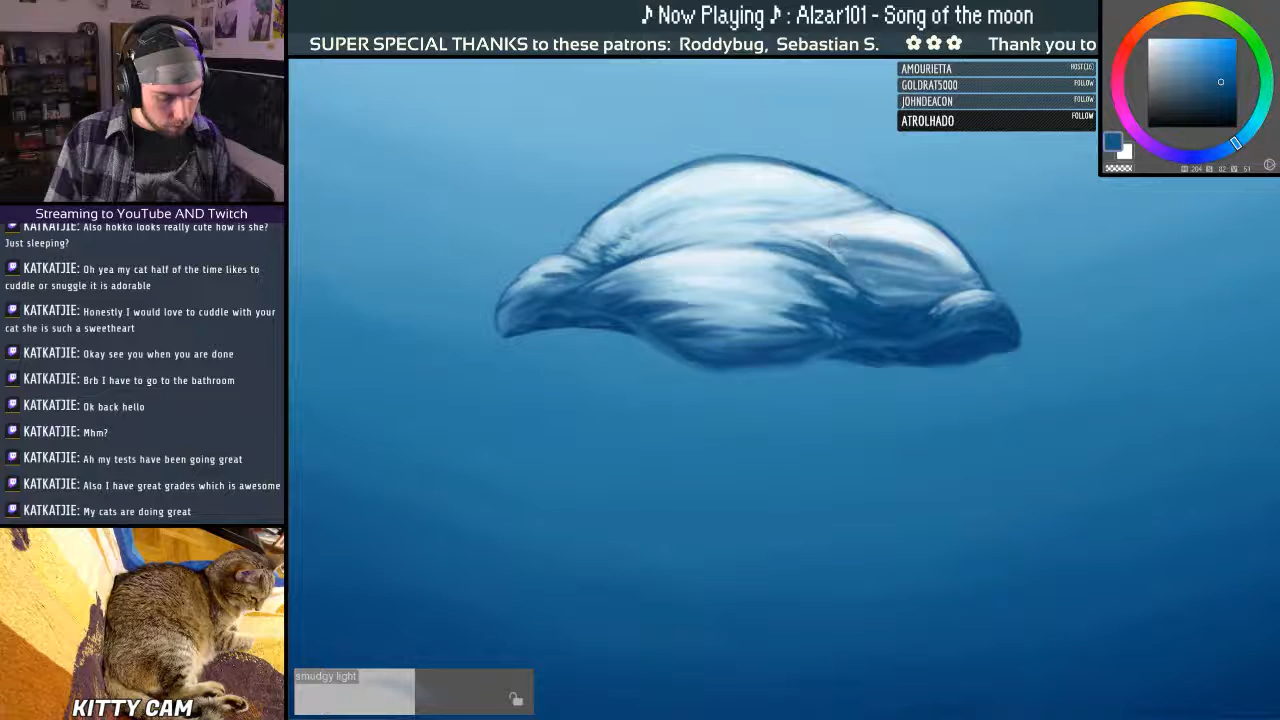 ♪ Now Playing ♪ : Alzar101 - Song of the moon
SUPER SPECIAL THANKS to these patrons: Roddybug, Sebastian S. ✿ ✿ ✿ Thank you to
AMOURIETTA HOST[16]
GOLDRAT5000 FOLLOW
JOHNDEACON FOLLOW
ATROLHADO FOLLOW
H 204 S 82 V 51
Streaming to YouTube AND Twitch
KATKATJIE: Also hokko looks really cute how is she?
Just sleeping?
KATKATJIE: Oh yea my cat half of the time likes to
cuddle or snuggle it is adorable
KATKATJIE: Honestly I would love to cuddle with your
cat she is such a sweetheart
KATKATJIE: Okay see you when you are done
KATKATJIE: Brb I have to go to the bathroom
KATKATJIE: Ok back hello
KATKATJIE: Mhm?
KATKATJIE: Ah my tests have been going great
KATKATJIE: Also I have great grades which is awesome
KATKATJIE: My cats are doing great
KITTY CAM
smudgy light